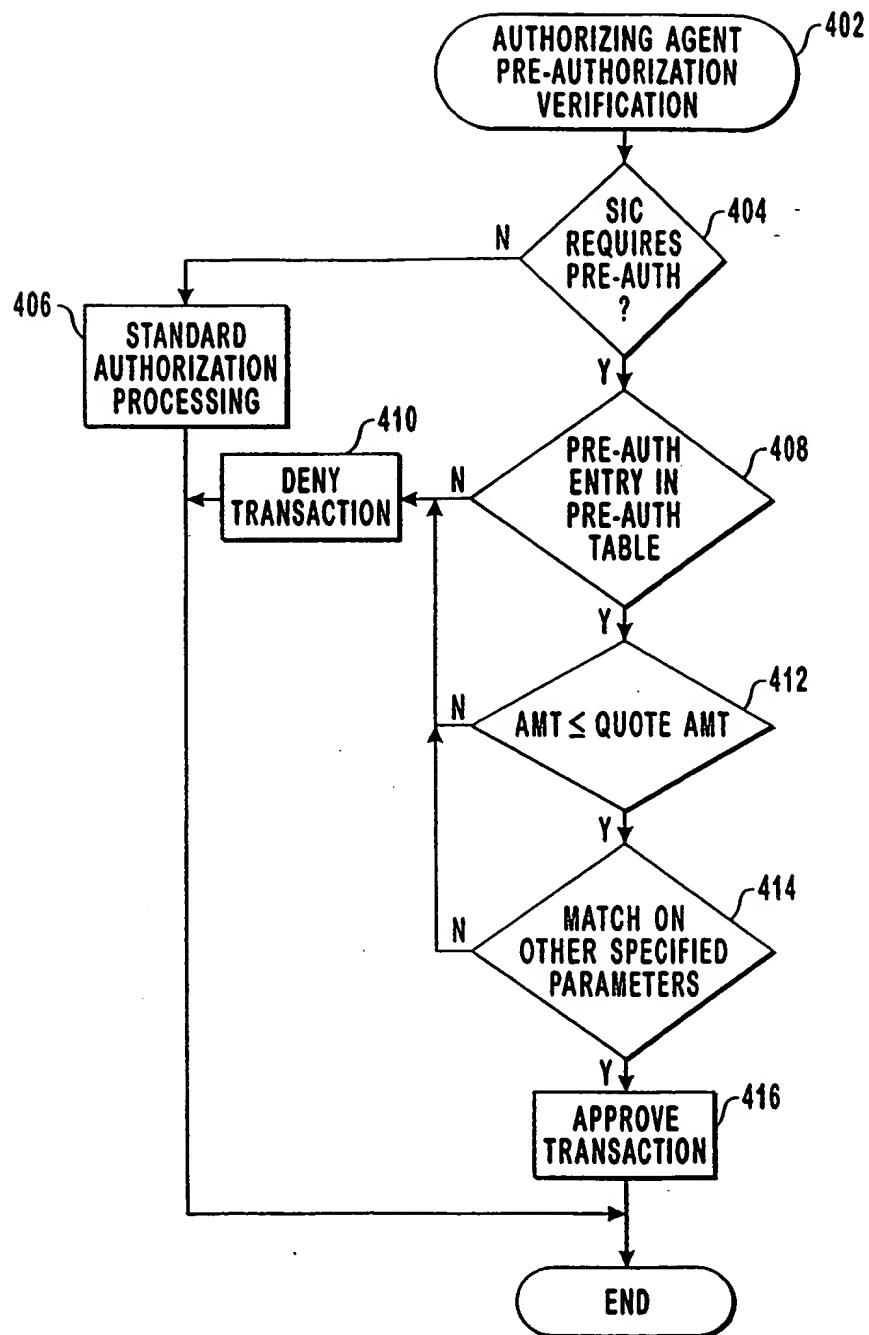 AUTHORIZING AGENT
PRE-AUTHORIZATION
VERIFICATION
402
SIC
REQUIRES
PRE-AUTH
?
404
N
Y
406
STANDARD
AUTHORIZATION
PROCESSING
410
DENY
TRANSACTION
N
PRE-AUTH
ENTRY IN
PRE-AUTH
TABLE
408
Y
N
AMT ≤ QUOTE AMT
412
Y
N
MATCH ON
OTHER SPECIFIED
PARAMETERS
414
Y
APPROVE
TRANSACTION
416
END